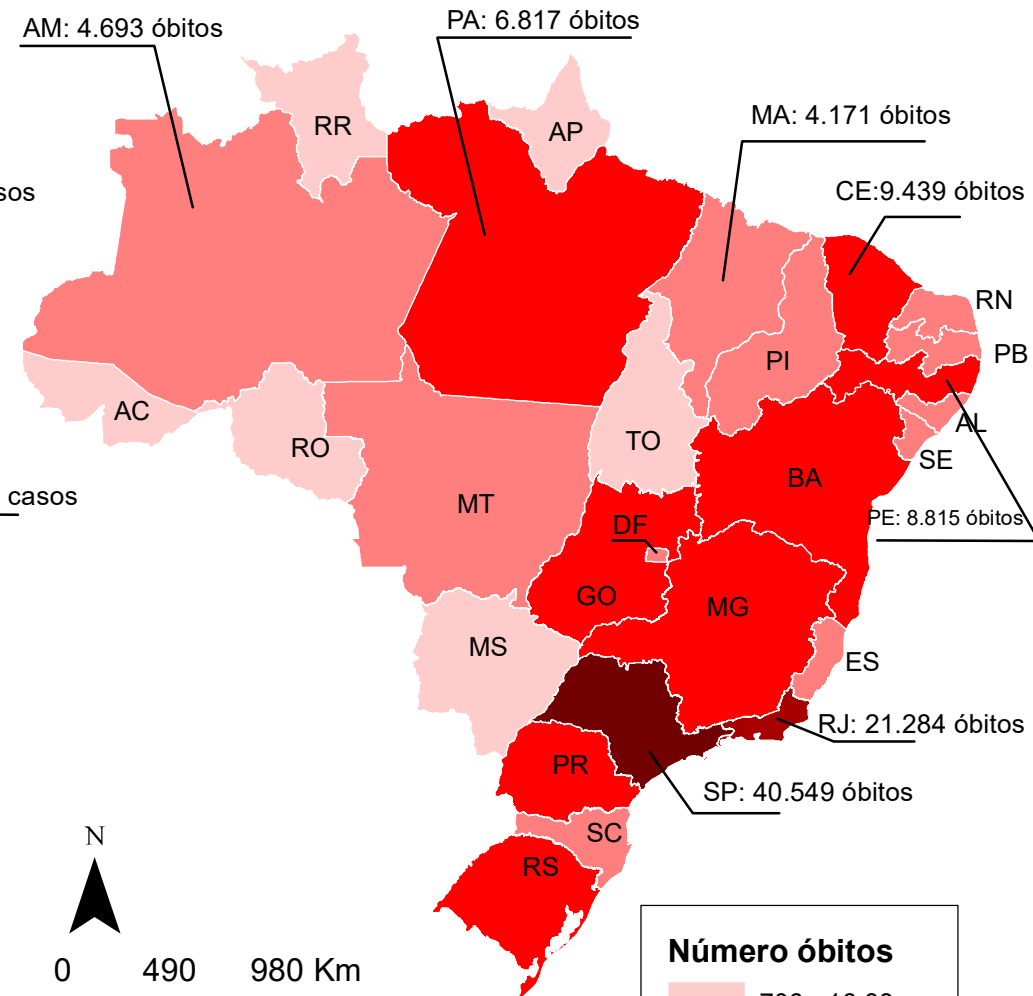 AM: 4.693 óbitos
PA: 6.817 óbitos
RR
AP
MA: 4.171 óbitos
CE:9.439 óbitos
RN
PI
PB
AC
AL
RO
TO
SE
BA
casos
MT
PE: 8.815 óbitos
DF
GO
MG
MS
ES
RJ: 21.284 óbitos
PR
SP: 40.549 óbitos
SC
N
RS
Número óbitos
0 490 980 Km